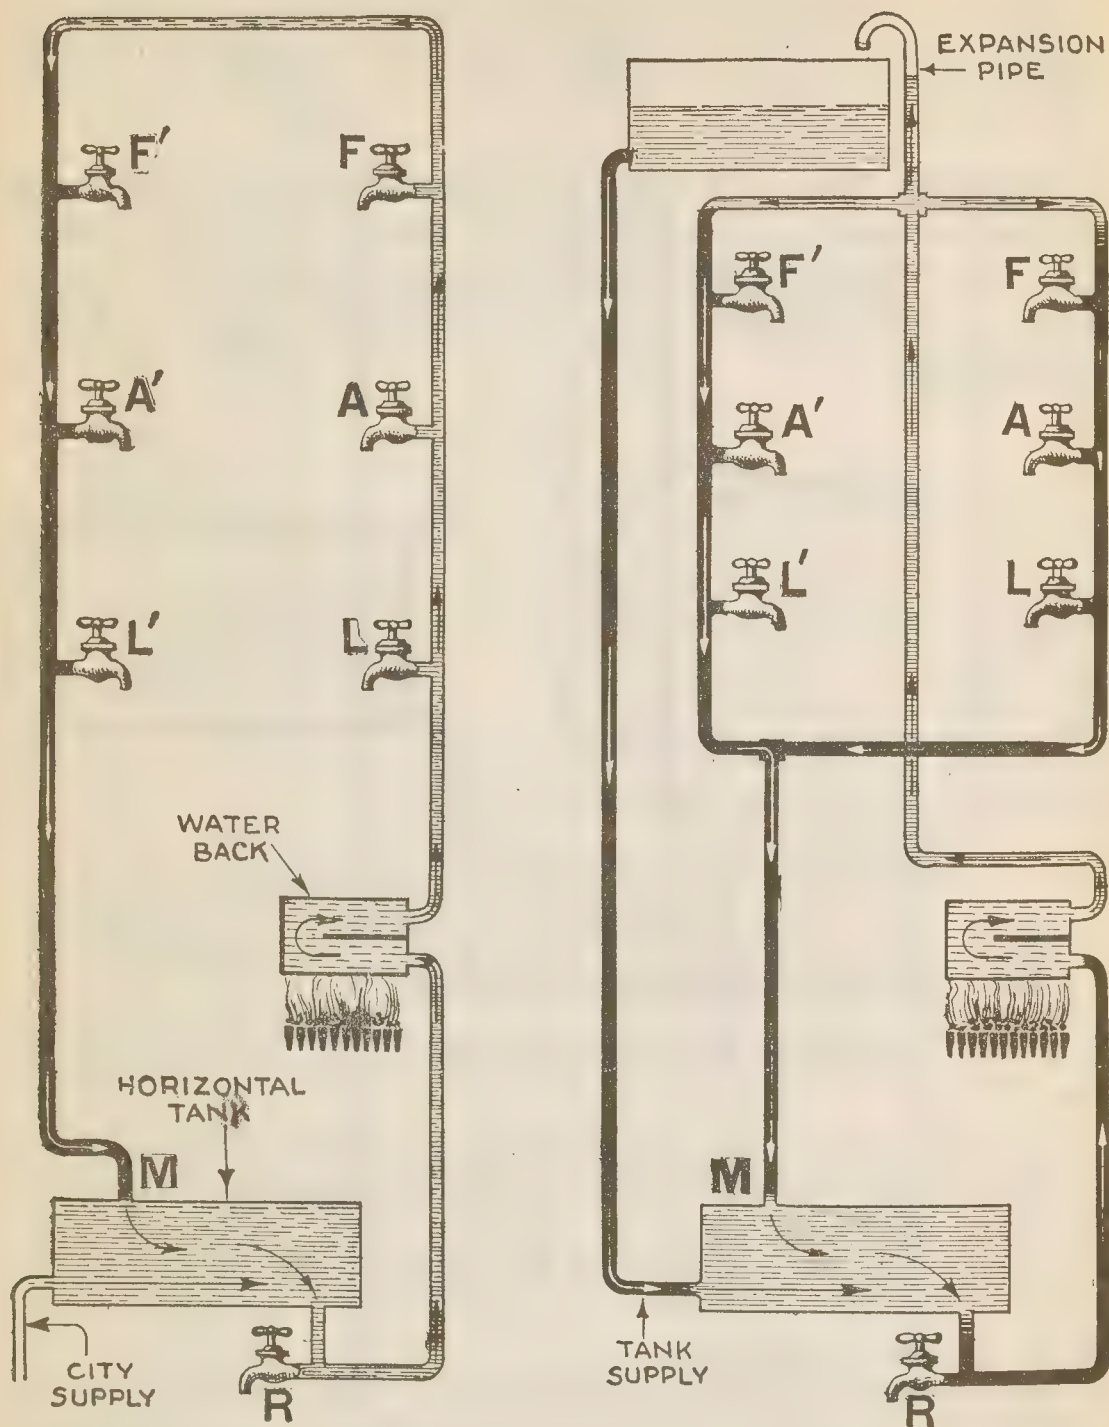 F'
F
A'
A
L'
L
WATER
BACK
HORIZONTAL
TANK
M
CITY
SUPPLY
R
EXPANSION
PIPE
F'
F
A'
A
L'
L
M
TANK
SUPPLY
R